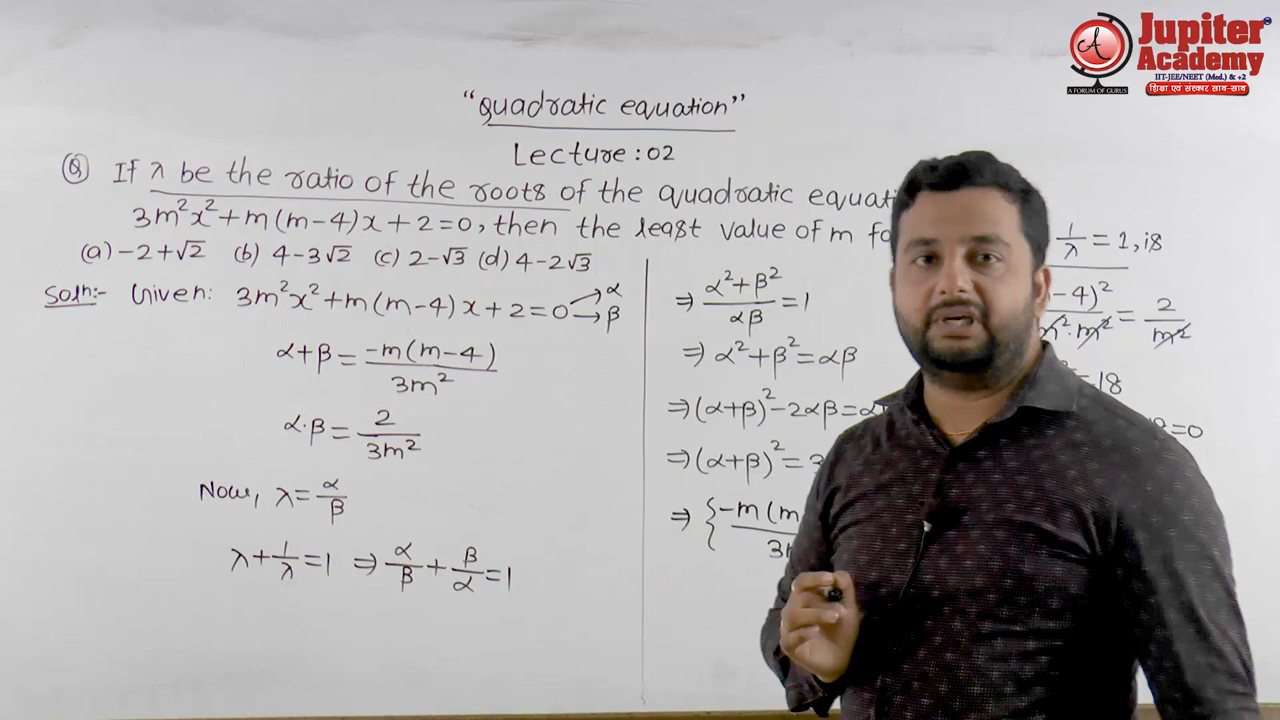 Jupiter
Academy
IIT-JEE/NEET (Med.) & +2
A FORUM OF GURUS
शिक्षा एवं संस्कार साथ-साथ
"Quadratic equation"
Lecture : 02
Q If λ be the ratio of the roots of the quadratic
3m²x² + m(m-4)x + 2 = 0, then the least value of m
1/λ = 1, is
(a) -2+√2 (b) 4-3√2 (c) 2-√3 (d) 4-2√3
Soln:- Given: 3m²x² + m(m-4)x + 2 = 0 → α → β
α+β = -m(m-4)/3m²
α·β = 2/3m²
Now, λ = α/β
λ + 1/λ = 1 ⇒ α/β + β/α = 1
⇒ (α²+β²)/αβ = 1
⇒ α²+β² = αβ
⇒ (α+β)² - 2αβ =
⇒ (α+β)² =
⇒ {-m(m
-4)²
m²·m² = 2/m²
= 18
= 0